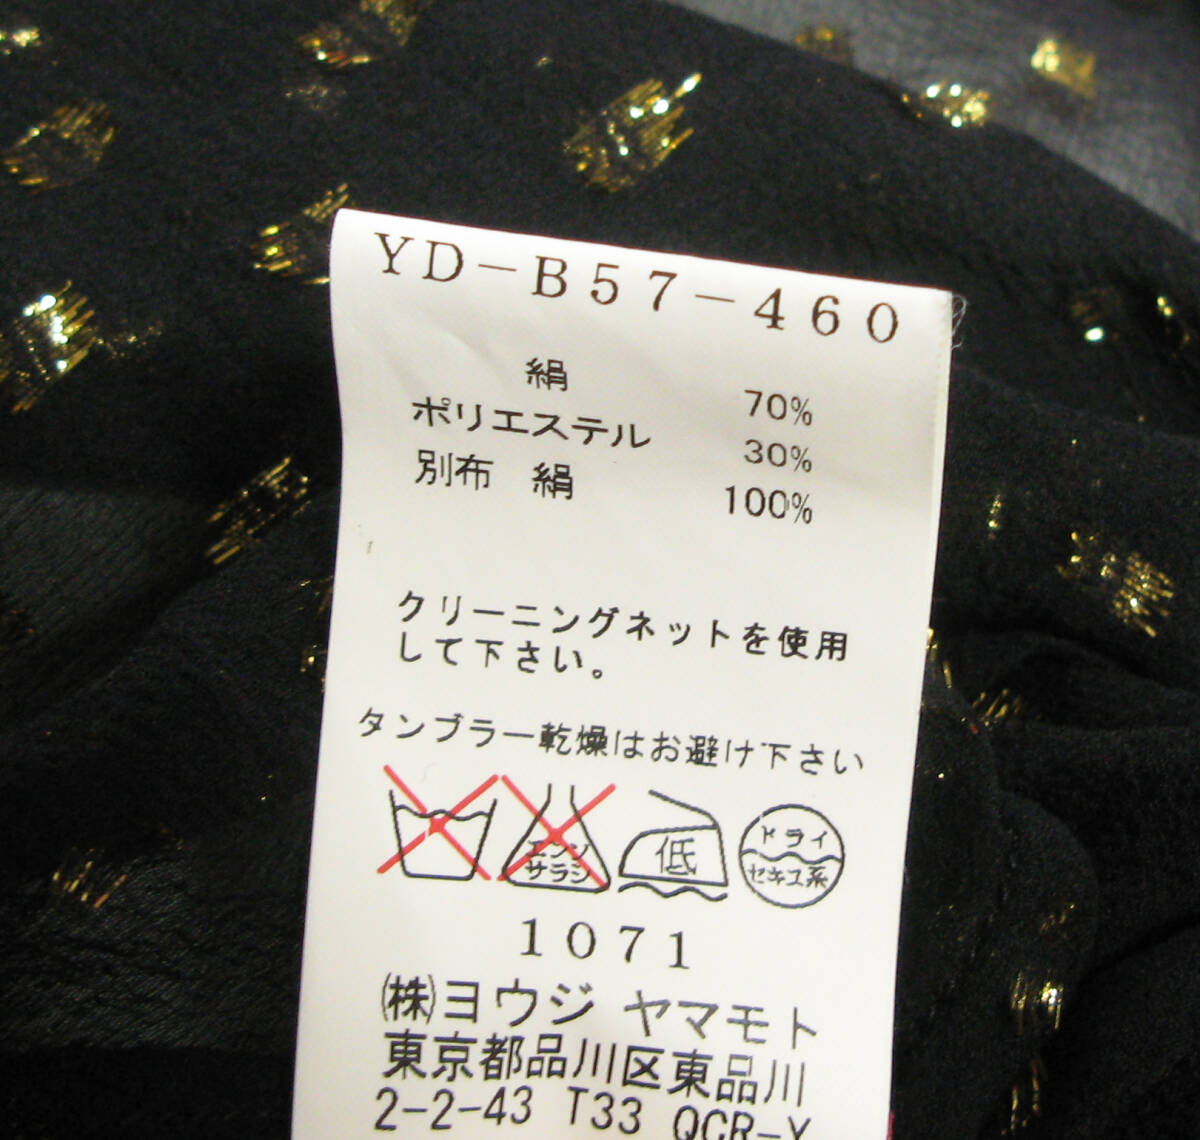 YD-B57-460
絹 70%
ポリエステル 30%
別布 絹 100%
クリーニングネットを使用
して下さい。
タンブラー乾燥はお避け下さい
エンソ
サラシ
低
ドライ
セキユ系
1071
(株)ヨウジ ヤマモト
東京都品川区東品川
2-2-43 T33 QCR-Y